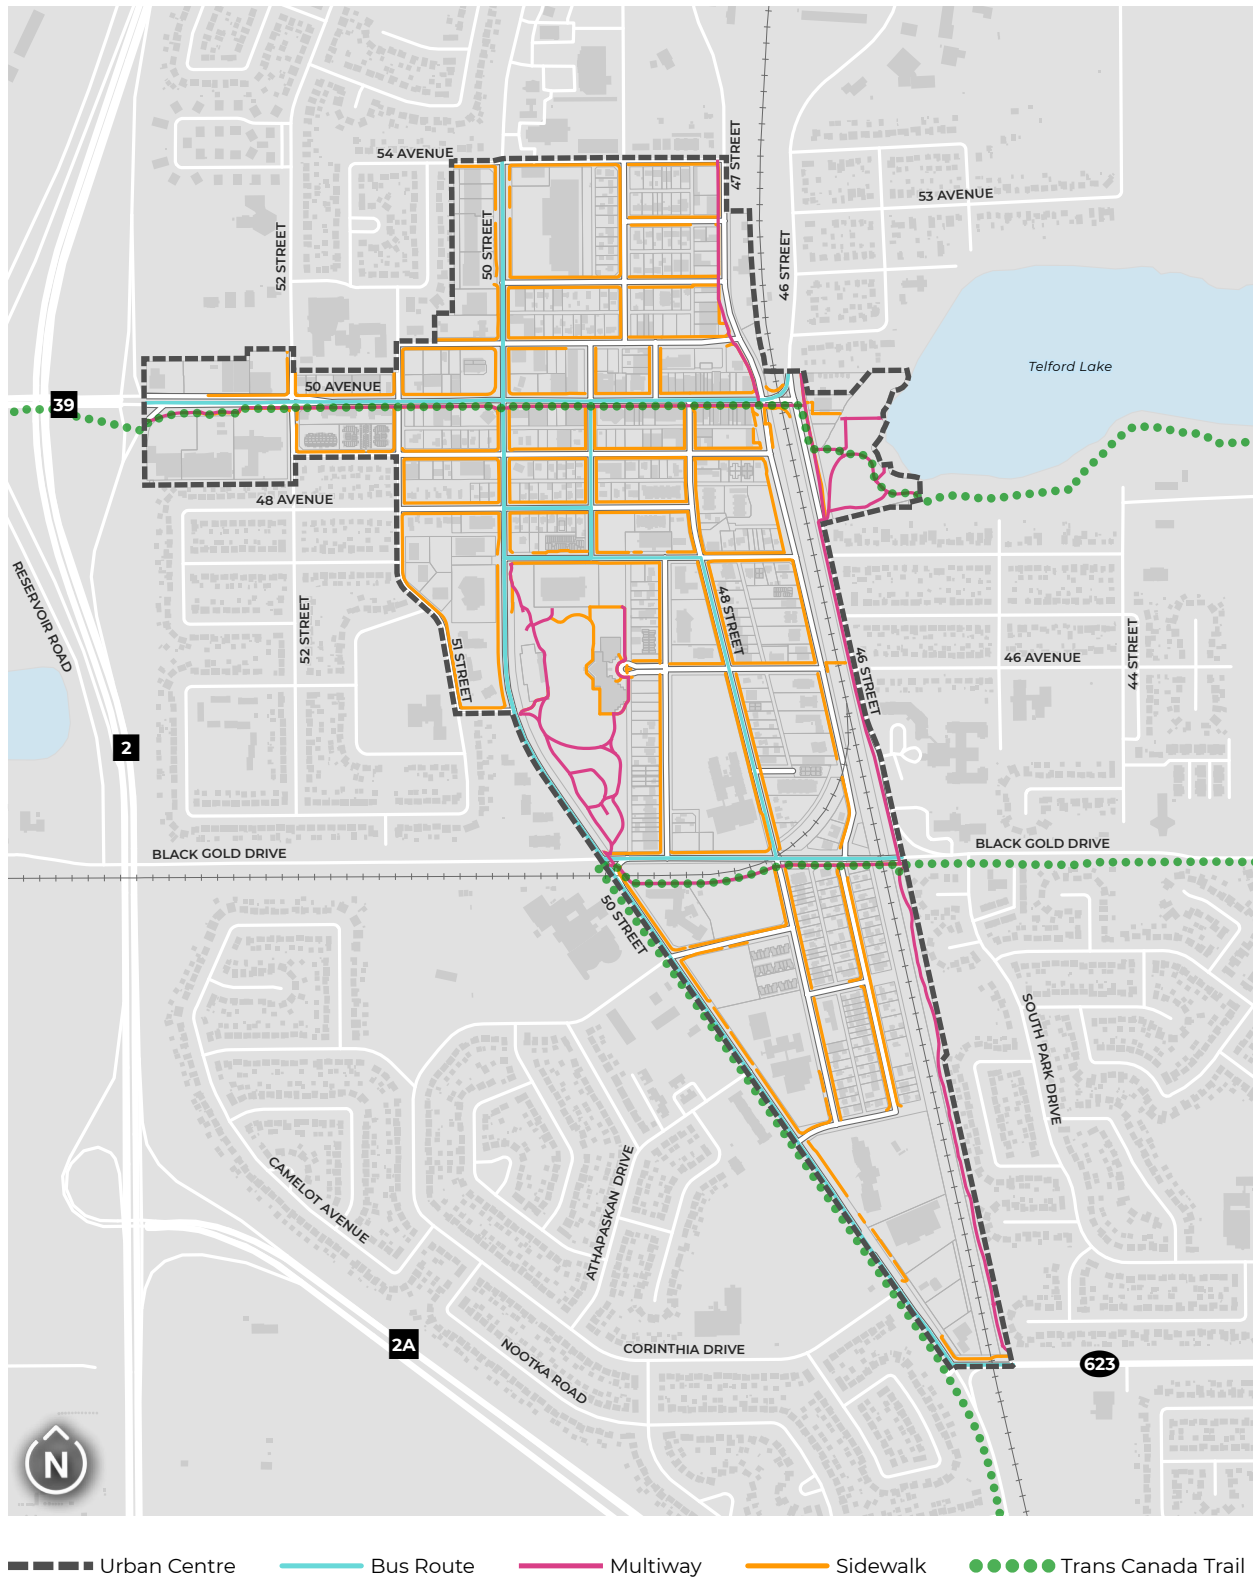 54 AVENUE
47 STREET
53 AVENUE
52 STREET
50 STREET
46 STREET
Telford Lake
50 AVENUE
39
48 AVENUE
RESERVOIR ROAD
52 STREET
51 STREET
48 STREET
46 STREET
46 AVENUE
44 STREET
2
BLACK GOLD DRIVE
BLACK GOLD DRIVE
50 STREET
SOUTH PARK DRIVE
CAMELOT AVENUE
ATHAPASKAN DRIVE
2A
NOOTKA ROAD
CORINTHIA DRIVE
623
N
Urban Centre
Bus Route
Multiway
Sidewalk
Trans Canada Trail